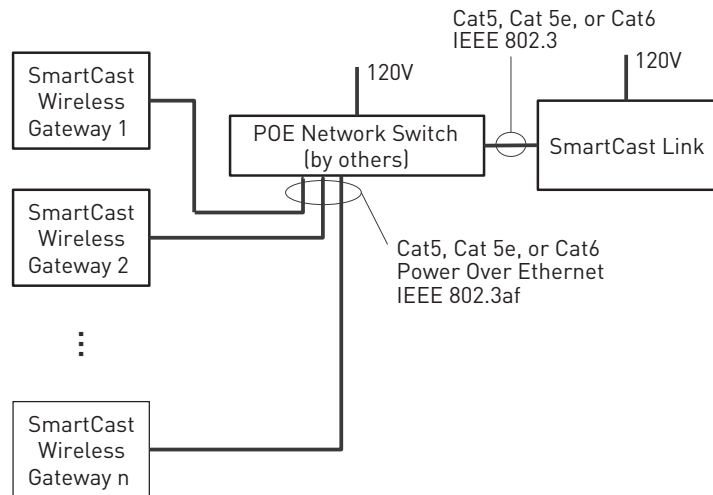 Cat5, Cat 5e, or Cat6
IEEE 802.3
120V
120V
SmartCast
Wireless
Gateway 1
POE Network Switch
(by others)
SmartCast Link
SmartCast
Wireless
Gateway 2
Cat5, Cat 5e, or Cat6
Power Over Ethernet
IEEE 802.3af
...
SmartCast
Wireless
Gateway n